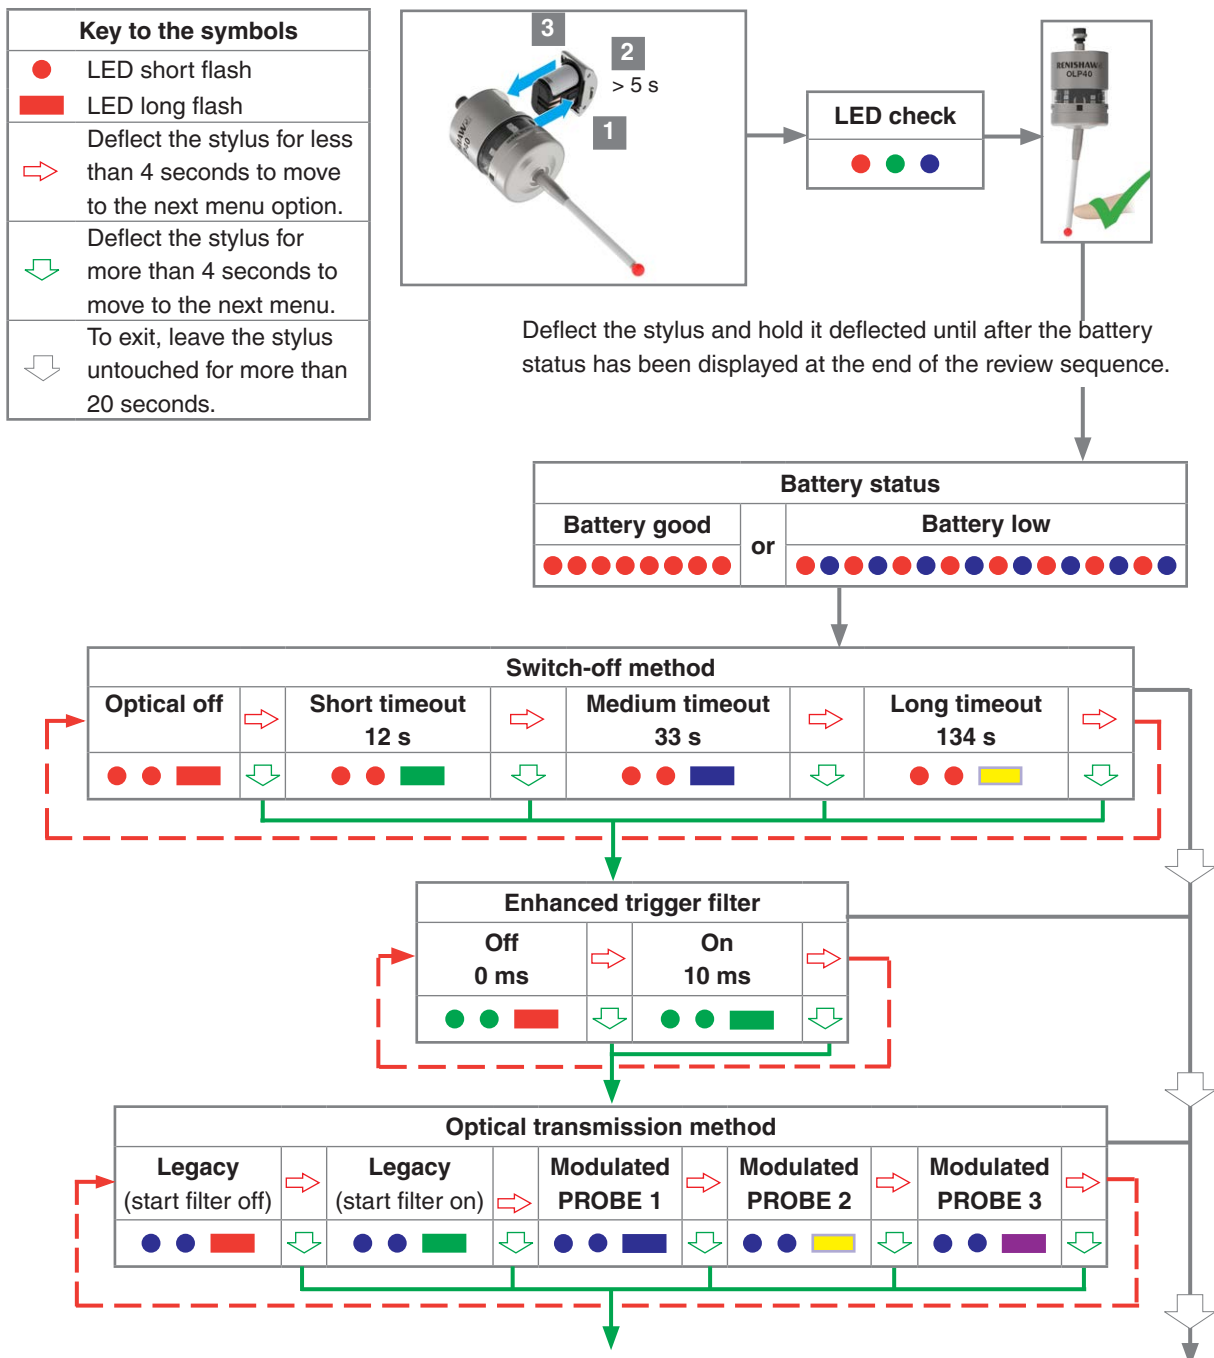 Key to the symbols
LED short flash
LED long flash
Deflect the stylus for less
than 4 seconds to move
to the next menu option.
Deflect the stylus for
more than 4 seconds to
move to the next menu.
To exit, leave the stylus
untouched for more than
20 seconds.
3
2
> 5 s
1
LED check
RENISHAW
OLP40
Deflect the stylus and hold it deflected until after the battery
status has been displayed at the end of the review sequence.
Battery status
Battery good
or
Battery low
Switch-off method
Optical off
Short timeout
12 s
Medium timeout
33 s
Long timeout
134 s
Enhanced trigger filter
Off
0 ms
On
10 ms
Optical transmission method
Legacy
(start filter off)
Legacy
(start filter on)
Modulated
PROBE 1
Modulated
PROBE 2
Modulated
PROBE 3